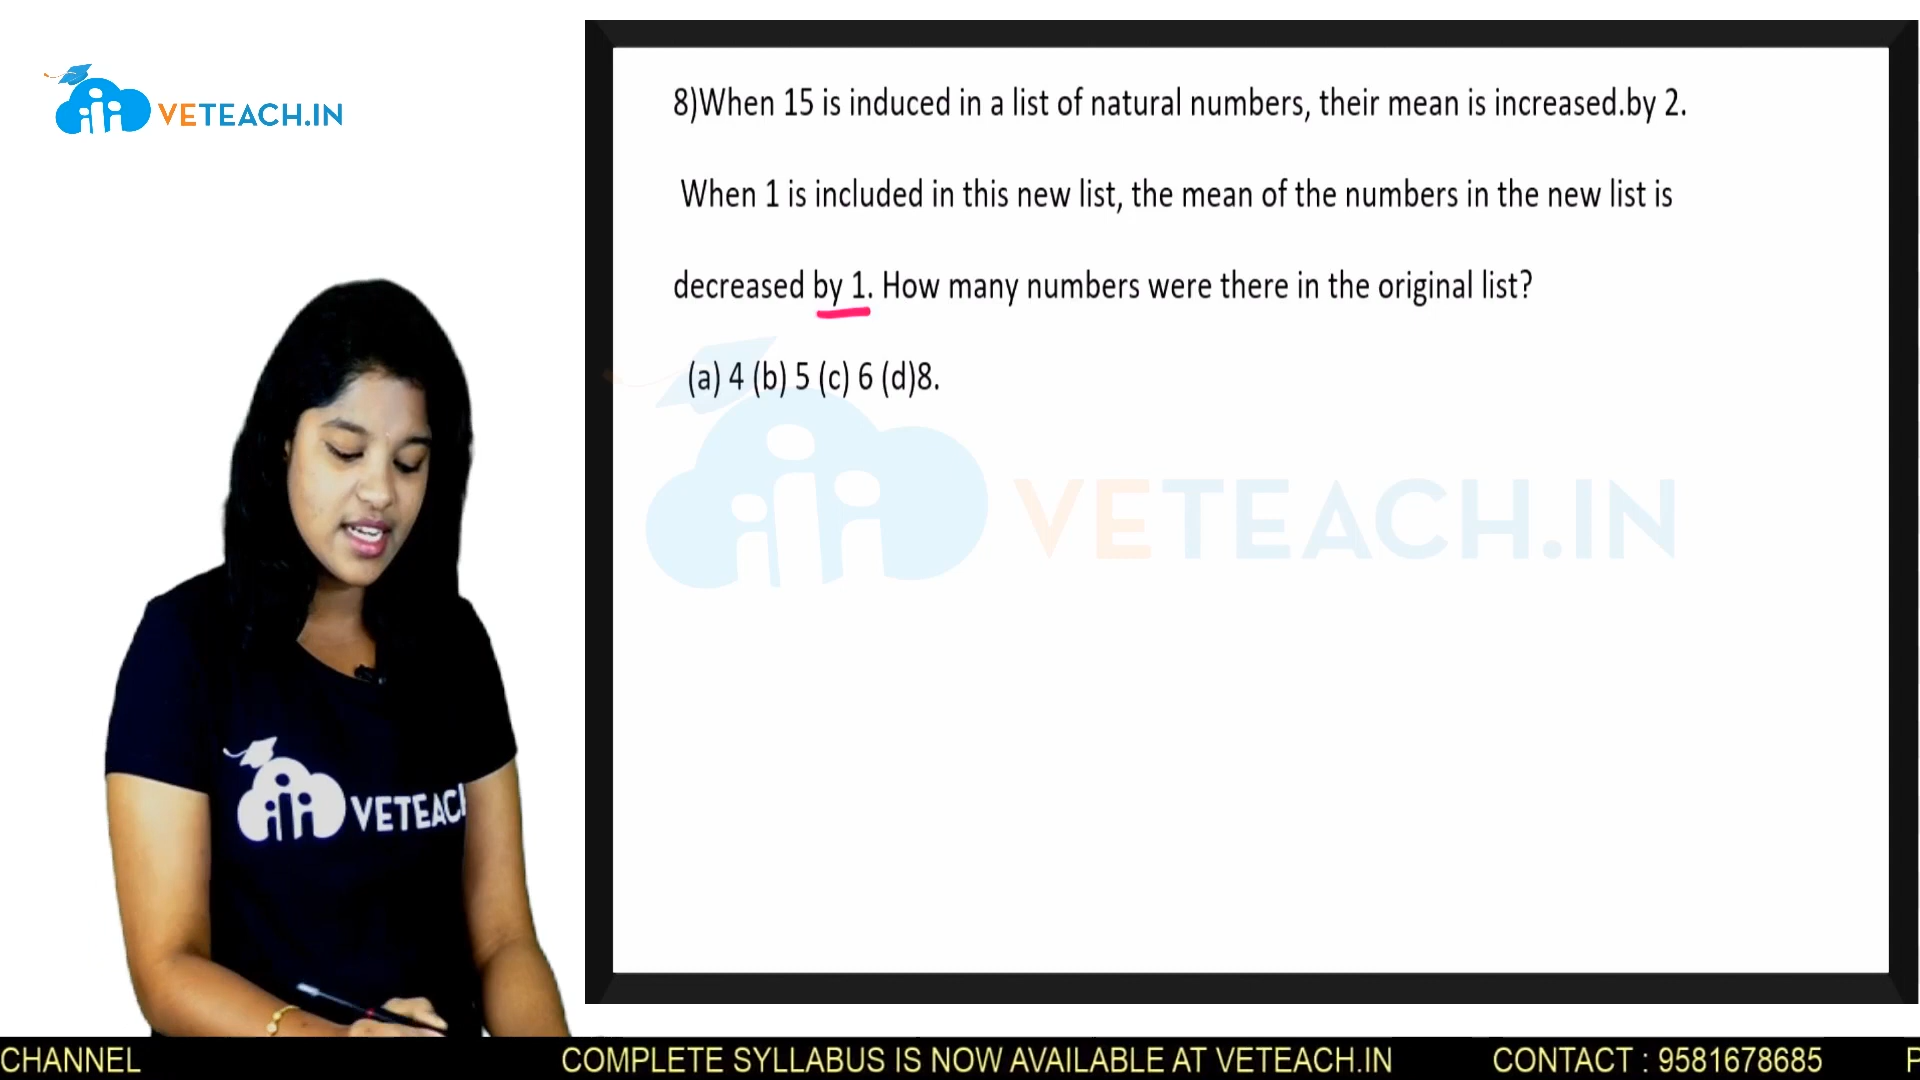 VETEACH.IN
8)When 15 is induced in a list of natural numbers, their mean is increased.by 2.
When 1 is included in this new list, the mean of the numbers in the new list is
decreased by 1. How many numbers were there in the original list?
(a) 4 (b) 5 (c) 6 (d)8.
VETEACH.IN
VETEACH
CHANNEL COMPLETE SYLLABUS IS NOW AVAILABLE AT VETEACH.IN CONTACT : 9581678685